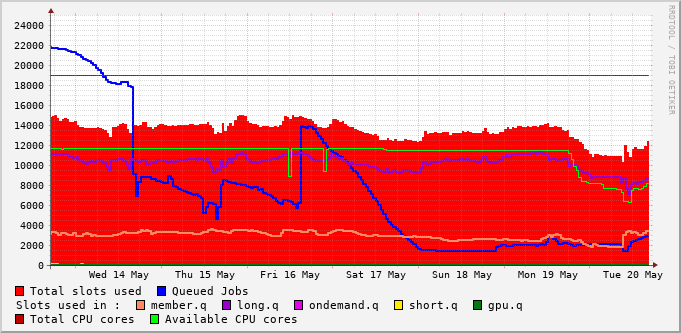 24000
22000
20000
18000
16000
14000
12000
10000
8000
6000
4000
2000
0
Wed 14 May Thu 15 May Fri 16 May Sat 17 May Sun 18 May Mon 19 May Tue 20 May
RRDTOOL / TOBI OETIKER
Total slots used Queued Jobs
Slots used in : member.q long.q ondemand.q short.q gpu.q
Total CPU cores Available CPU cores